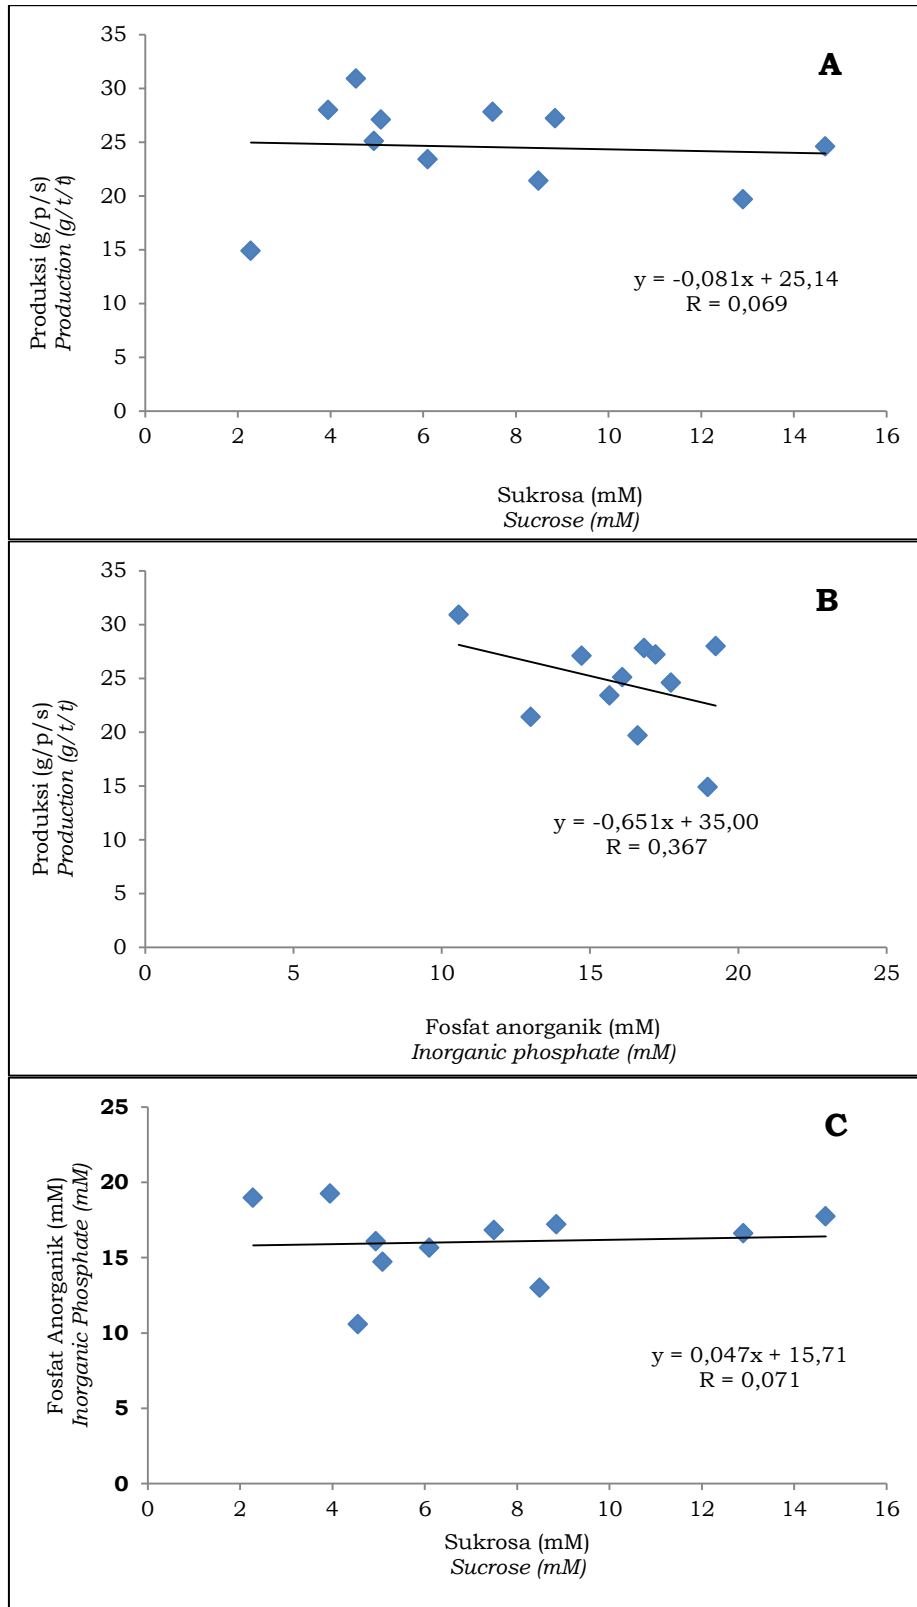 A
35
30
25
20
15
10
5
0
0 2 4 6 8 10 12 14 16
Produksi (g/p/s)
Production (g/t/t)
y = -0,081x + 25,14
R = 0,069
Sukrosa (mM)
Sucrose (mM)
B
35
30
25
20
15
10
5
0
0 5 10 15 20 25
Produksi (g/p/s)
Production (g/t/t)
y = -0,651x + 35,00
R = 0,367
Fosfat anorganik (mM)
Inorganic phosphate (mM)
C
25
20
15
10
5
0
0 2 4 6 8 10 12 14 16
Fosfat Anorganik (mM)
Inorganic Phosphate (mM)
y = 0,047x + 15,71
R = 0,071
Sukrosa (mM)
Sucrose (mM)